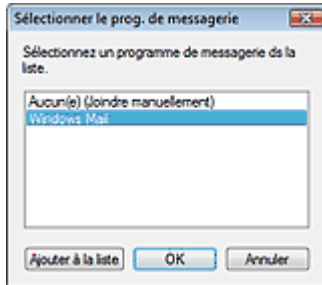 Sélectionner le prog. de messagerie
Sélectionnez un programme de messagerie ds la
liste.
Aucun(e) (Joindre manuellement)
Windows Mail
Ajouter à la liste
OK
Annuler